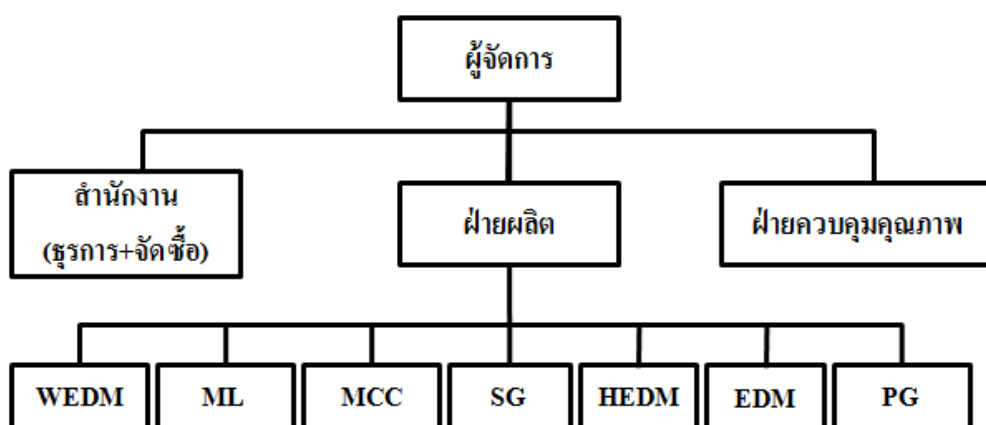 ผู้จัดการ
สำนักงาน
(ธุรการ+จัดซื้อ)
ฝ่ายผลิต
ฝ่ายควบคุมคุณภาพ
WEDM
ML
MCC
SG
HEDM
EDM
PG